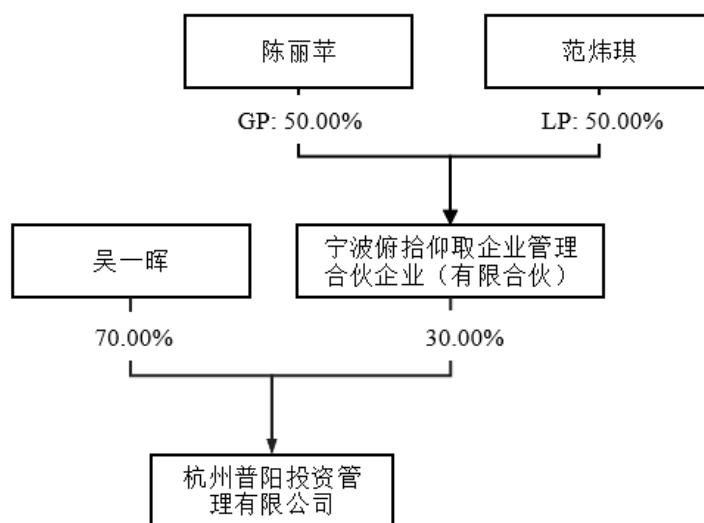 陈丽苹
范炜琪
GP: 50.00%
LP: 50.00%
吴一晖
宁波俯拾仰取企业管理
合伙企业（有限合伙）
70.00%
30.00%
杭州普阳投资管
理有限公司